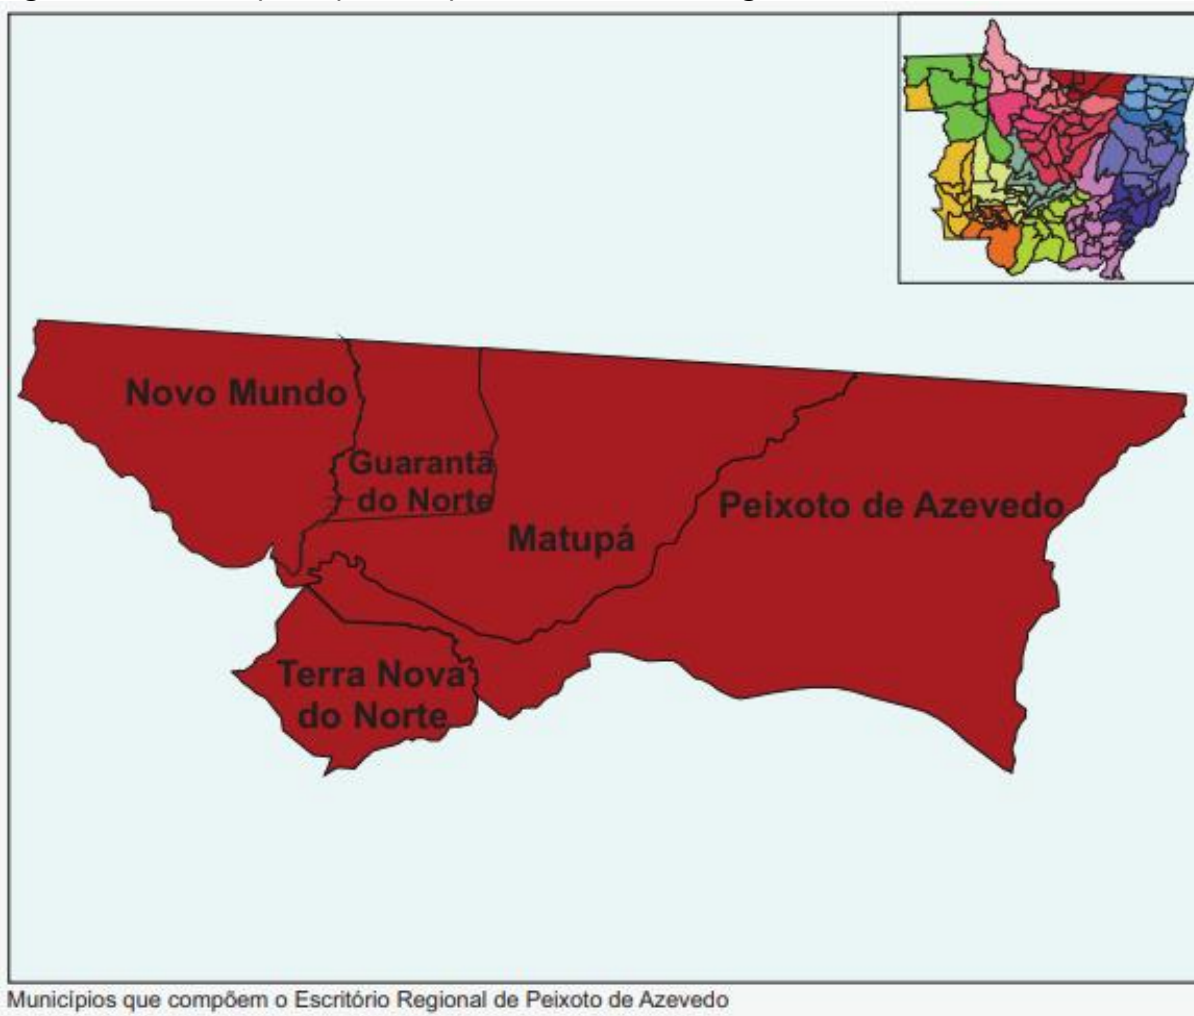 Novo Mundo
Guarantã
do Norte
Matupá
Peixoto de Azevedo
Terra Nova
do Norte
Municípios que compõem o Escritório Regional de Peixoto de Azevedo